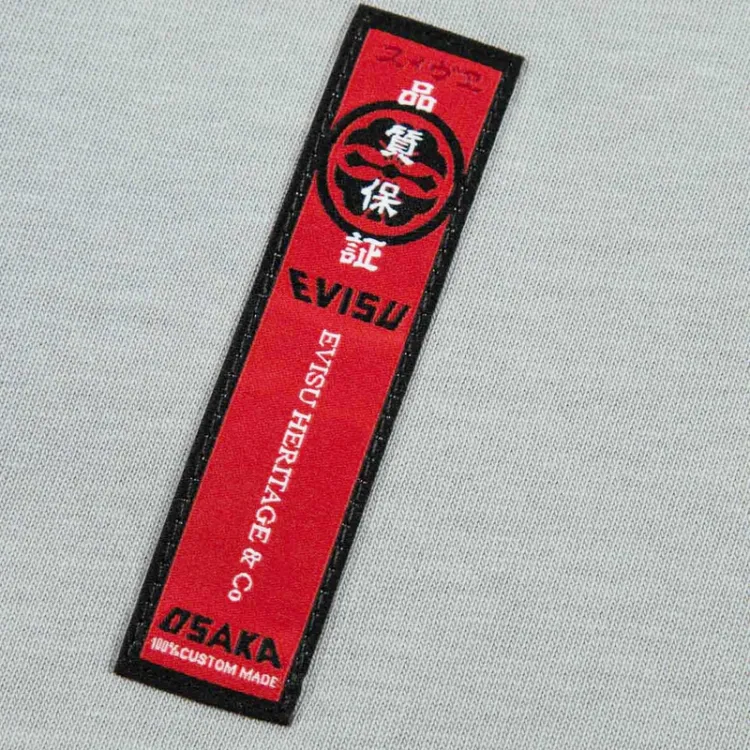 スィヴエ
品質保証
EVISU
EVISU HERITAGE & Co
OSAKA
100%CUSTOM MADE